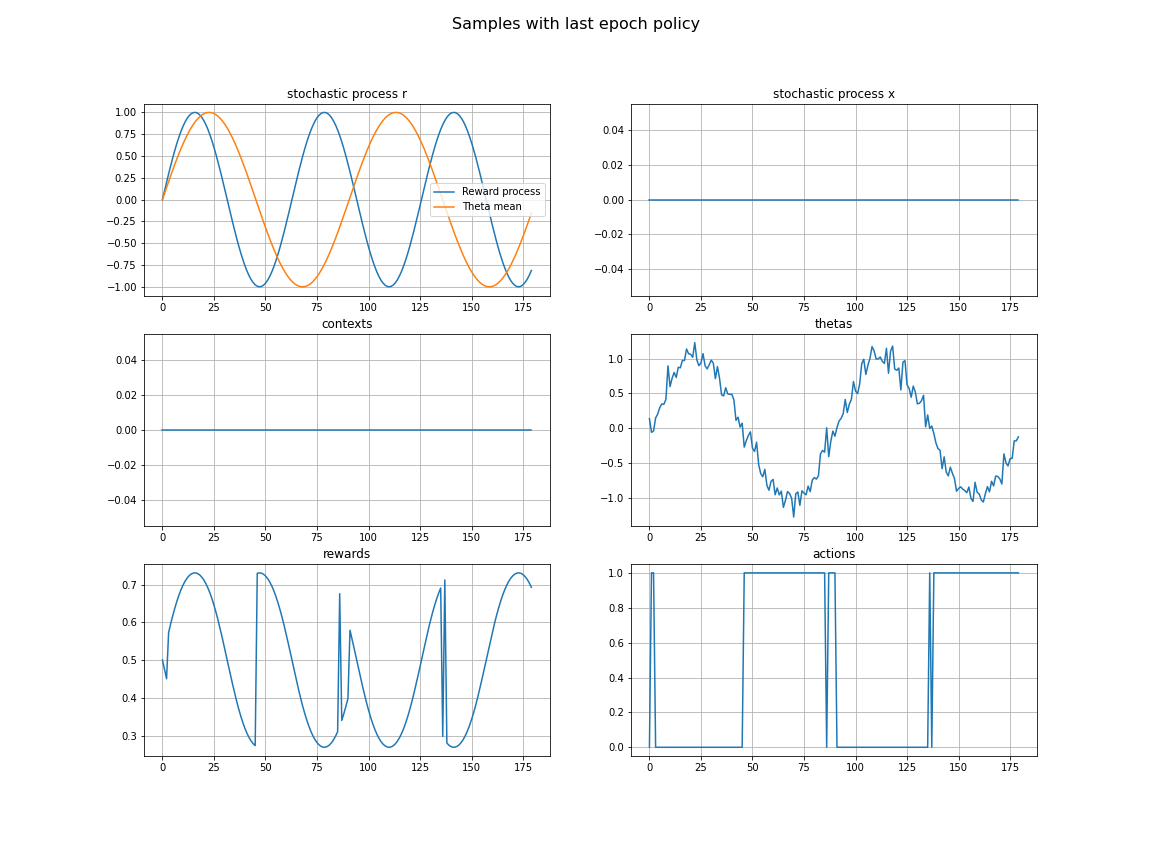 Samples with last epoch policy
stochastic process r
1.00
0.75
0.50
0.25
0.00
−0.25
−0.50
−0.75
−1.00
Reward process
Theta mean
0 25 50 75 100 125 150 175
stochastic process x
0.04
0.02
0.00
−0.02
−0.04
0 25 50 75 100 125 150 175
contexts
0.04
0.02
0.00
−0.02
−0.04
0 25 50 75 100 125 150 175
thetas
1.0
0.5
0.0
−0.5
−1.0
0 25 50 75 100 125 150 175
rewards
0.7
0.6
0.5
0.4
0.3
0 25 50 75 100 125 150 175
actions
1.0
0.8
0.6
0.4
0.2
0.0
0 25 50 75 100 125 150 175